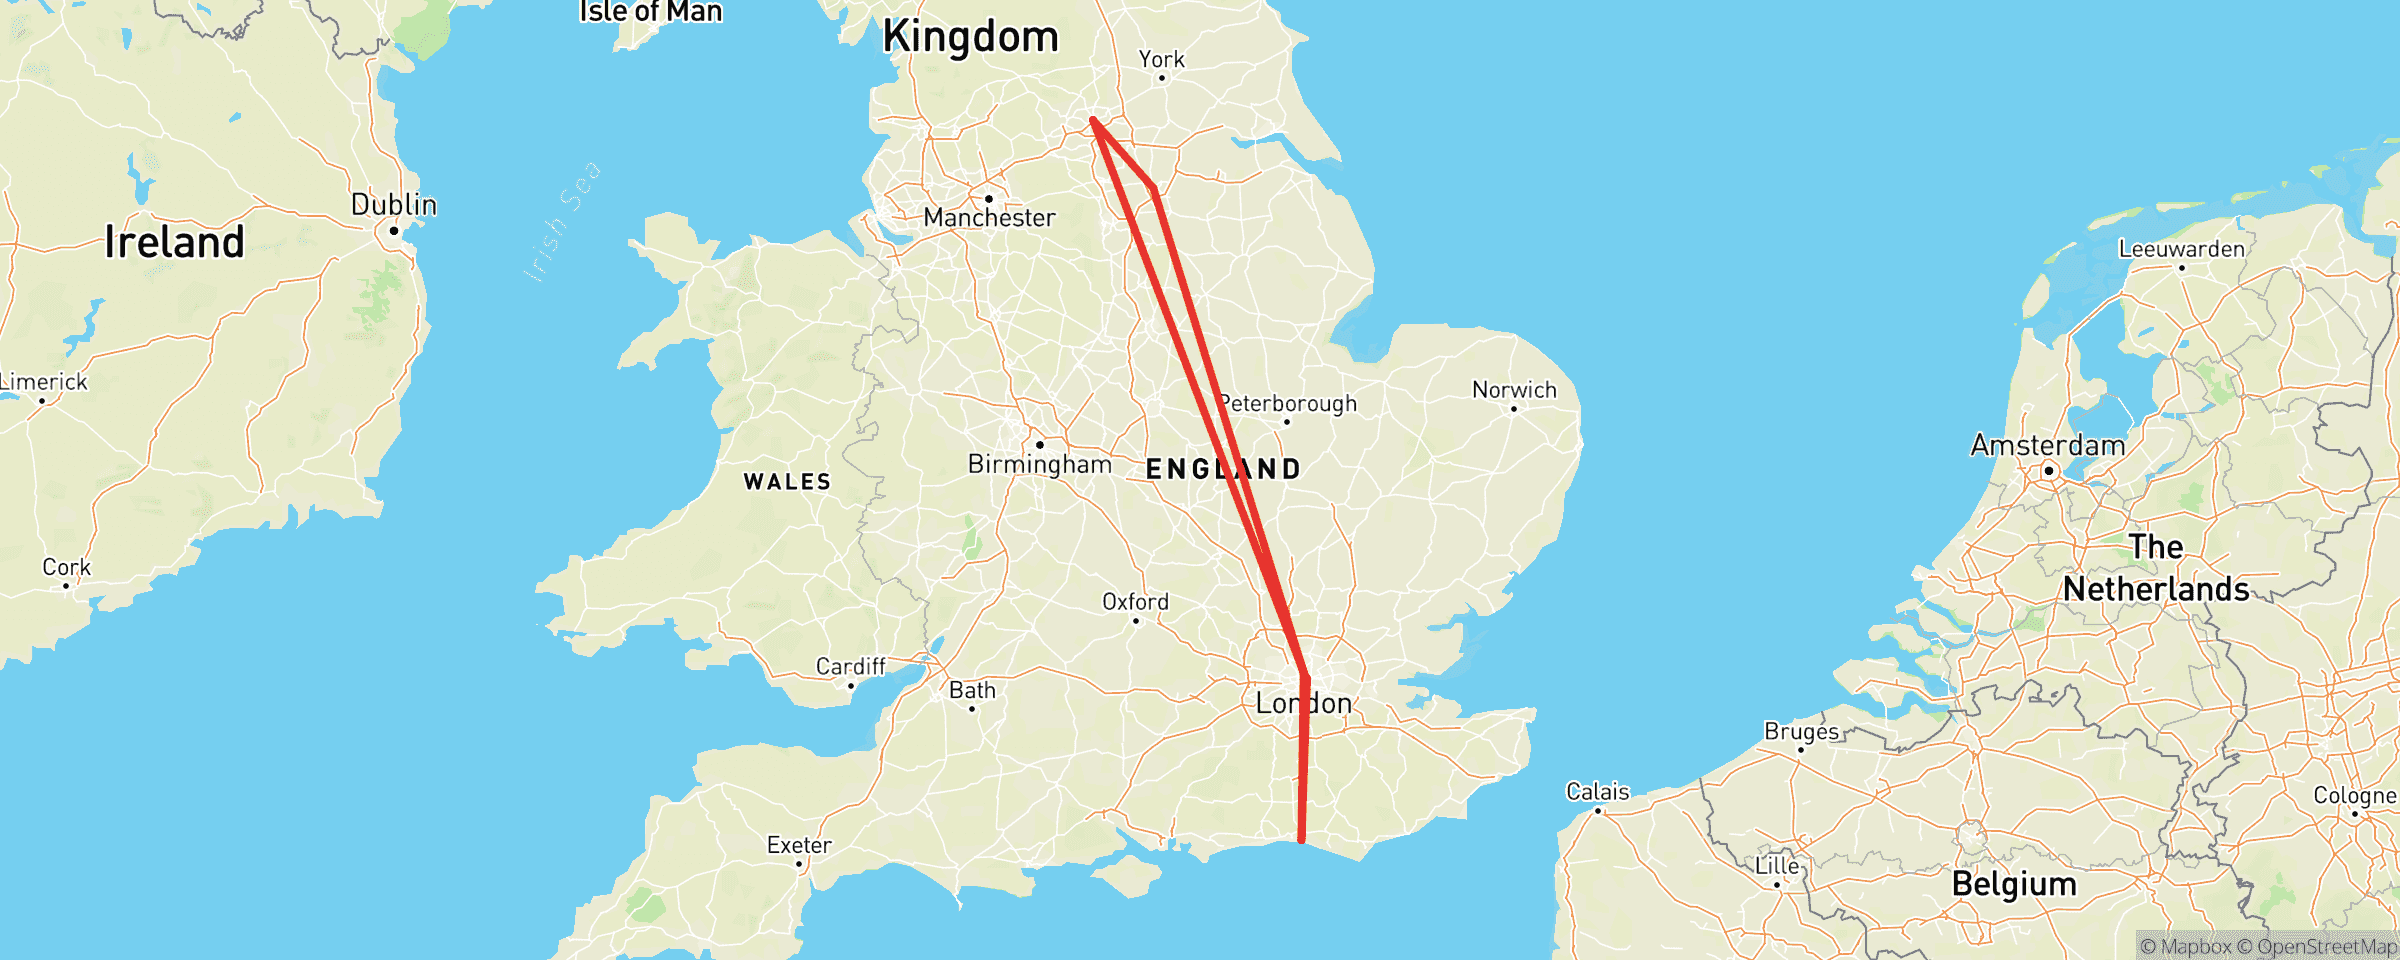 Isle of Man
Kingdom
York
Dublin
Irish Sea
Manchester
Ireland
Leeuwarden
Limerick
Peterborough
Norwich
Amsterdam
Birmingham
ENGLAND
WALES
The
Netherlands
Cork
Oxford
Cardiff
Bath
London
Bruges
Calais
Cologne
Exeter
Lille
Belgium
© Mapbox © OpenStreetMap